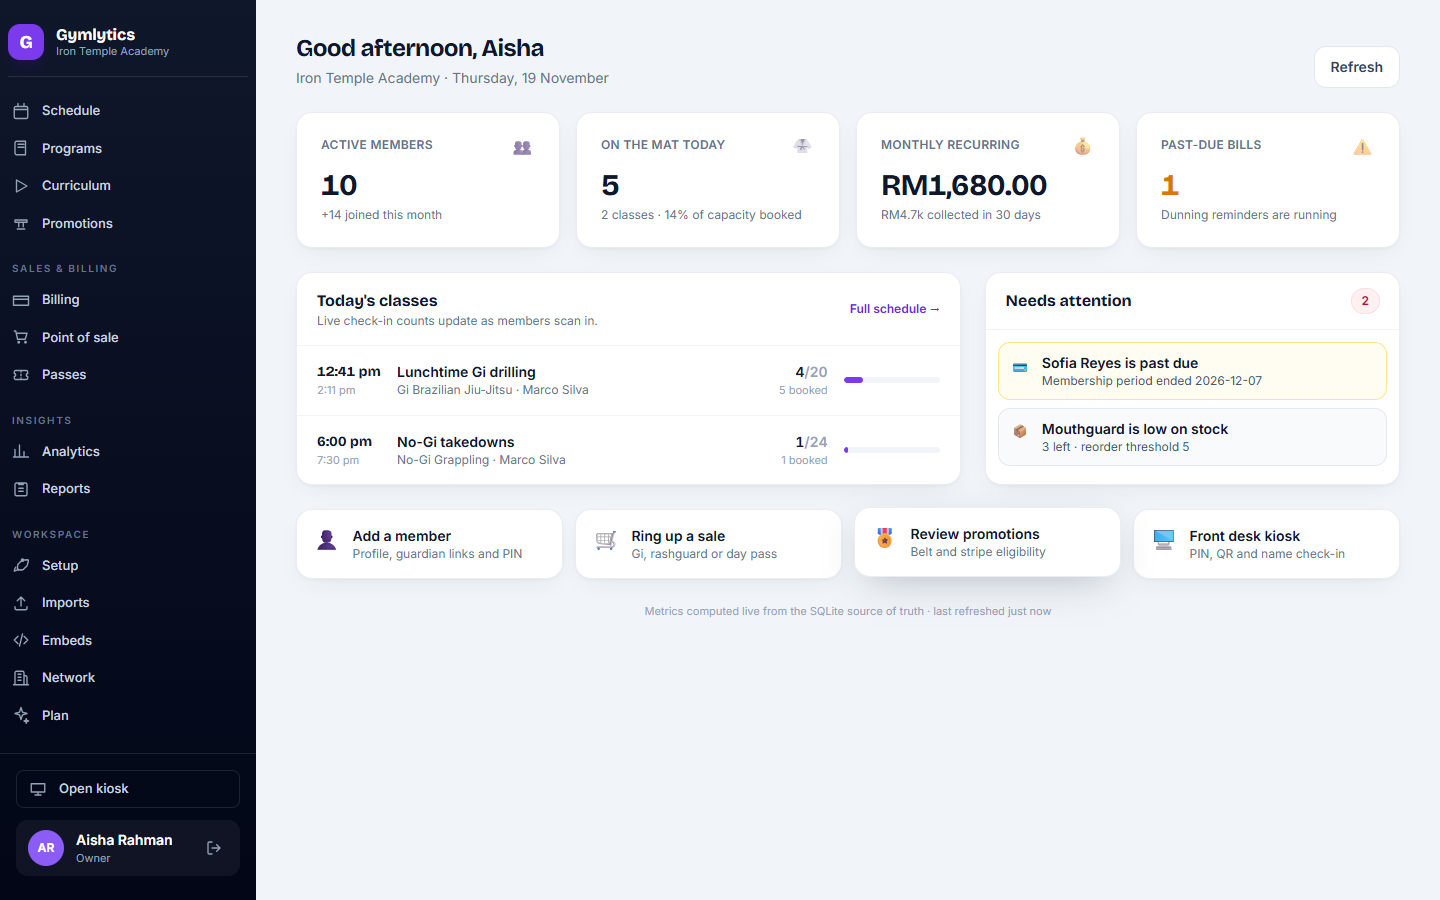 G
Gymlytics
Iron Temple Academy
Schedule
Programs
Curriculum
Promotions
SALES & BILLING
Billing
Point of sale
Passes
INSIGHTS
Analytics
Reports
WORKSPACE
Setup
Imports
Embeds
Network
Plan
Open kiosk
AR
Aisha Rahman
Owner
Good afternoon, Aisha
Iron Temple Academy · Thursday, 19 November
Refresh
ACTIVE MEMBERS
10
+14 joined this month
ON THE MAT TODAY
5
2 classes · 14% of capacity booked
MONTHLY RECURRING
RM1,680.00
RM4.7k collected in 30 days
PAST-DUE BILLS
1
Dunning reminders are running
Today's classes
Live check-in counts update as members scan in.
Full schedule →
12:41 pm Lunchtime Gi drilling 4/20
2:11 pm Gi Brazilian Jiu-Jitsu · Marco Silva 5 booked
6:00 pm No-Gi takedowns 1/24
7:30 pm No-Gi Grappling · Marco Silva 1 booked
Needs attention 2
Sofia Reyes is past due
Membership period ended 2026-12-07
Mouthguard is low on stock
3 left · reorder threshold 5
Add a member
Profile, guardian links and PIN
Ring up a sale
Gi, rashguard or day pass
Review promotions
Belt and stripe eligibility
Front desk kiosk
PIN, QR and name check-in
Metrics computed live from the SQLite source of truth · last refreshed just now